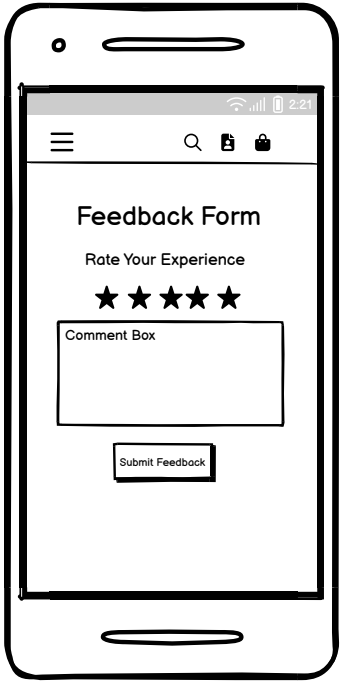 2:21
Feedback Form
Rate Your Experience
Comment Box
Submit Feedback